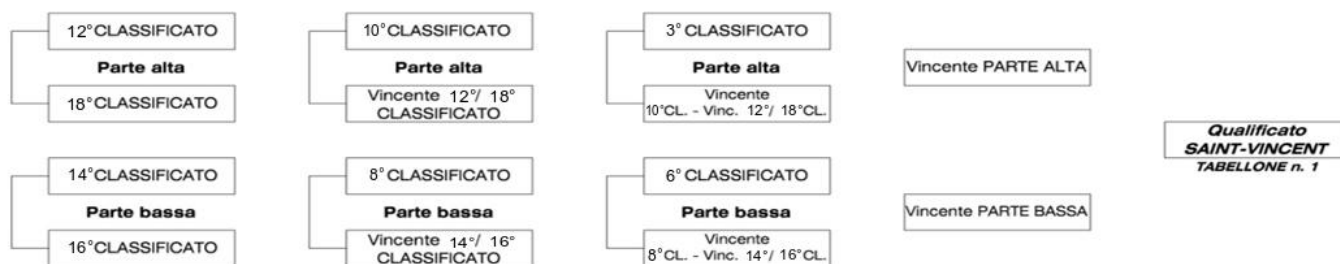 12°CLASSIFICATO
Parte alta
18°CLASSIFICATO
10°CLASSIFICATO
Parte alta
Vincente 12°/ 18°
CLASSIFICATO
3°CLASSIFICATO
Parte alta
Vincente
10°CL. - Vinc. 12°/ 18°CL.
Vincente PARTE ALTA
Qualificato
SAINT-VINCENT
TABELLONE n. 1
14°CLASSIFICATO
Parte bassa
16°CLASSIFICATO
8°CLASSIFICATO
Parte bassa
Vincente 14°/ 16°
CLASSIFICATO
6°CLASSIFICATO
Parte bassa
Vincente
8°CL. - Vinc. 14°/ 16°CL.
Vincente PARTE BASSA